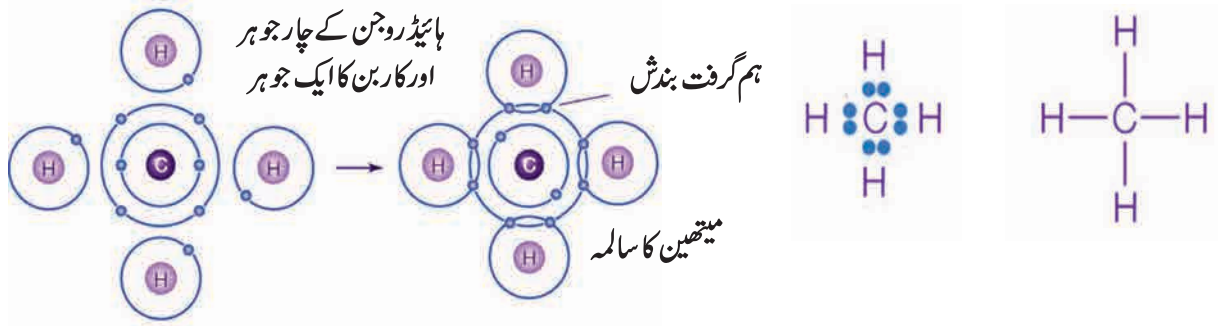 ہائیڈروجن کے چار جوہر
اور کاربن کا ایک جوہر
H
H C H
H
ہم گرفت بندش
H
H C H
H
میتھین کا سالمہ
H
H C H
H
H
H—C—H
H